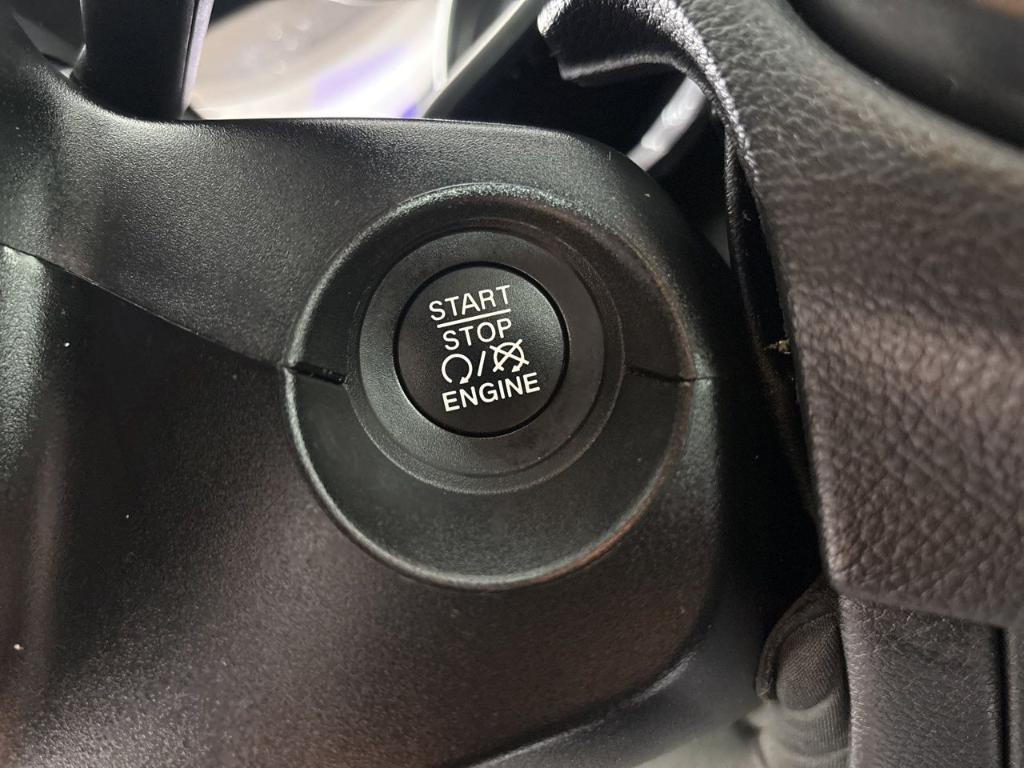 START
STOP
/
ENGINE